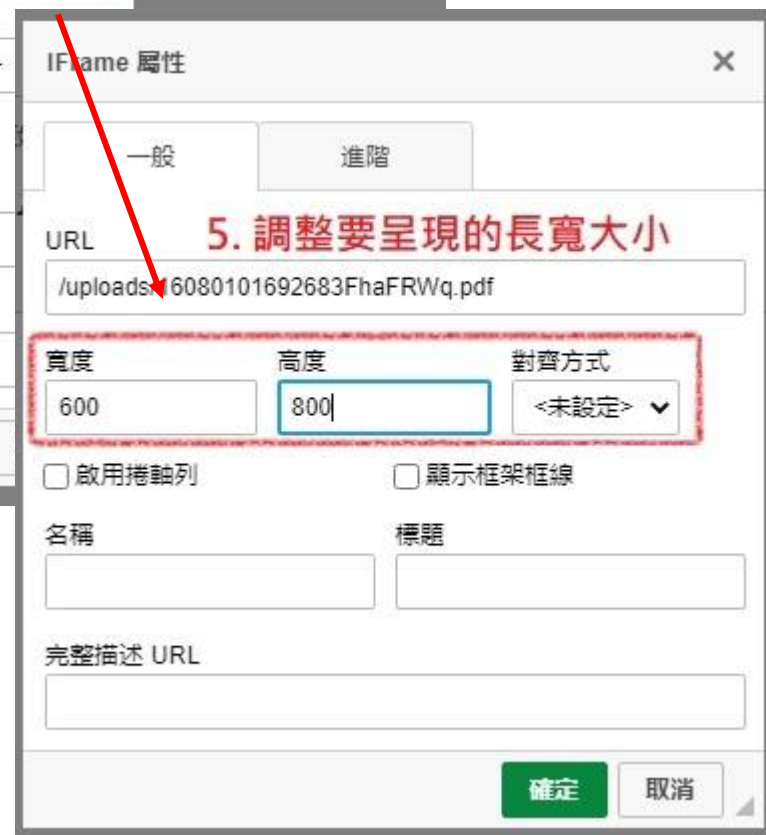 IFrame 屬性
一般 進階
URL 5. 調整要呈現的長寬大小
/uploads/16080101692683FhaFRWq.pdf
寬度 高度 對齊方式
600 800 <未設定>
啟用捲軸列 顯示框架框線
名稱 標題
完整描述 URL
確定 取消